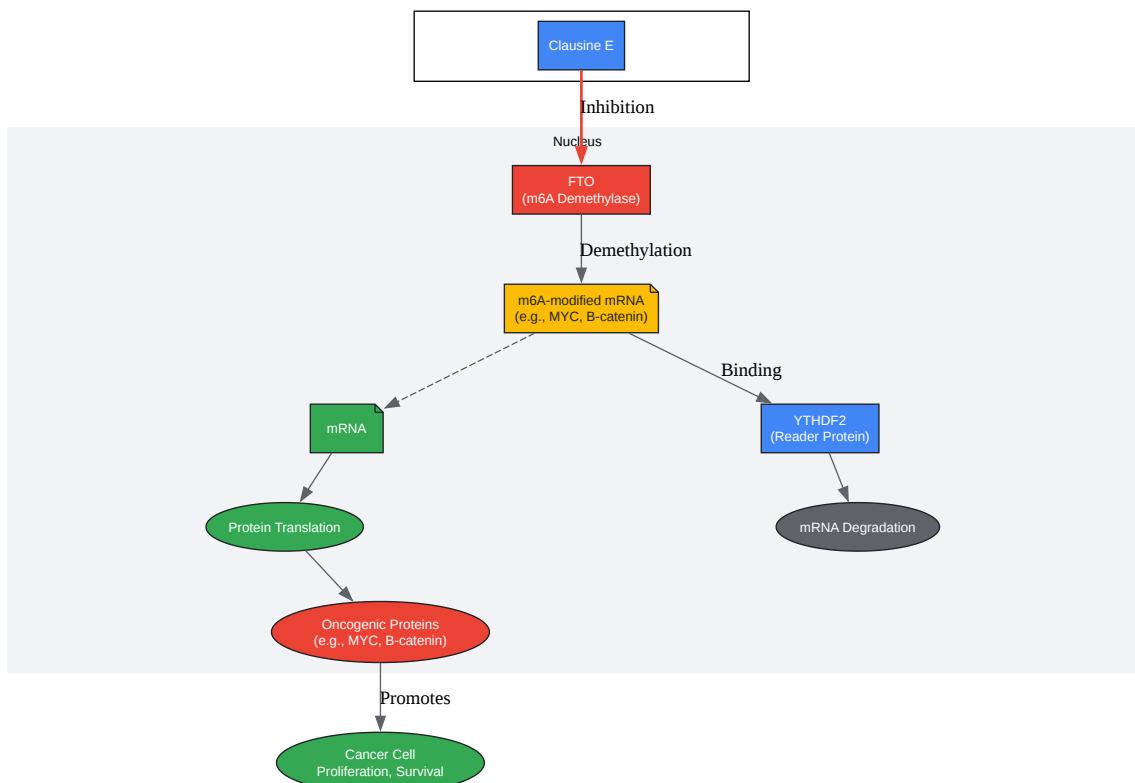 Clausine E
Inhibition
Nucleus
FTO
(m6A Demethylase)
Demethylation
m6A-modified mRNA
(e.g., MYC, B-catenin)
Binding
mRNA
YTHDF2
(Reader Protein)
Protein Translation
mRNA Degradation
Oncogenic Proteins
(e.g., MYC, B-catenin)
Promotes
Cancer Cell
Proliferation, Survival